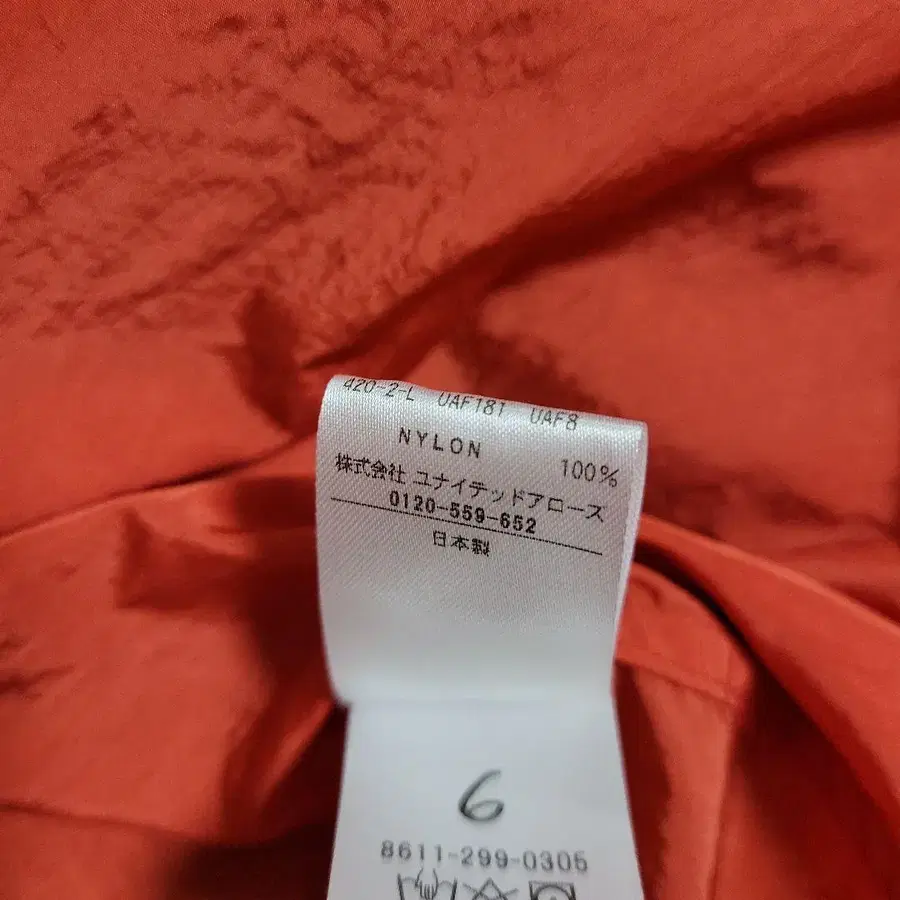 420-2-L UAF181 UAF8
NYLON 100%
株式会社 ユナイテッドアローズ
0120-559-652
日本製
6
8611-299-0305